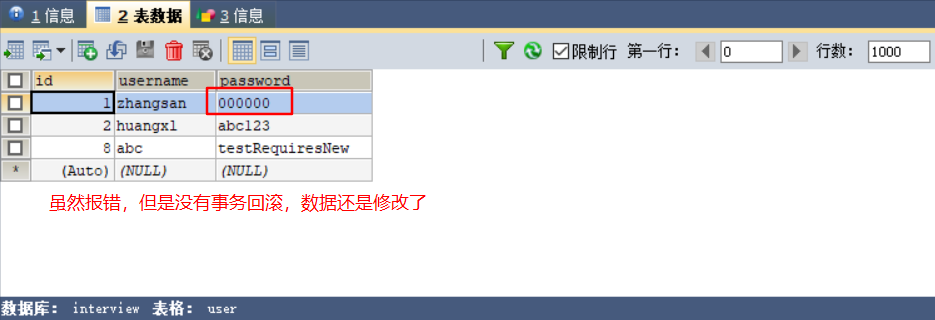 1 信息 2 表数据 3 信息
限制行 第一行: 0 行数: 1000
id username password
1 zhangsan 000000
2 huangxl abc123
8 abc testRequiresNew
* (Auto) (NULL) (NULL)
虽然报错，但是没有事务回滚，数据还是修改了
数据库: interview 表格: user